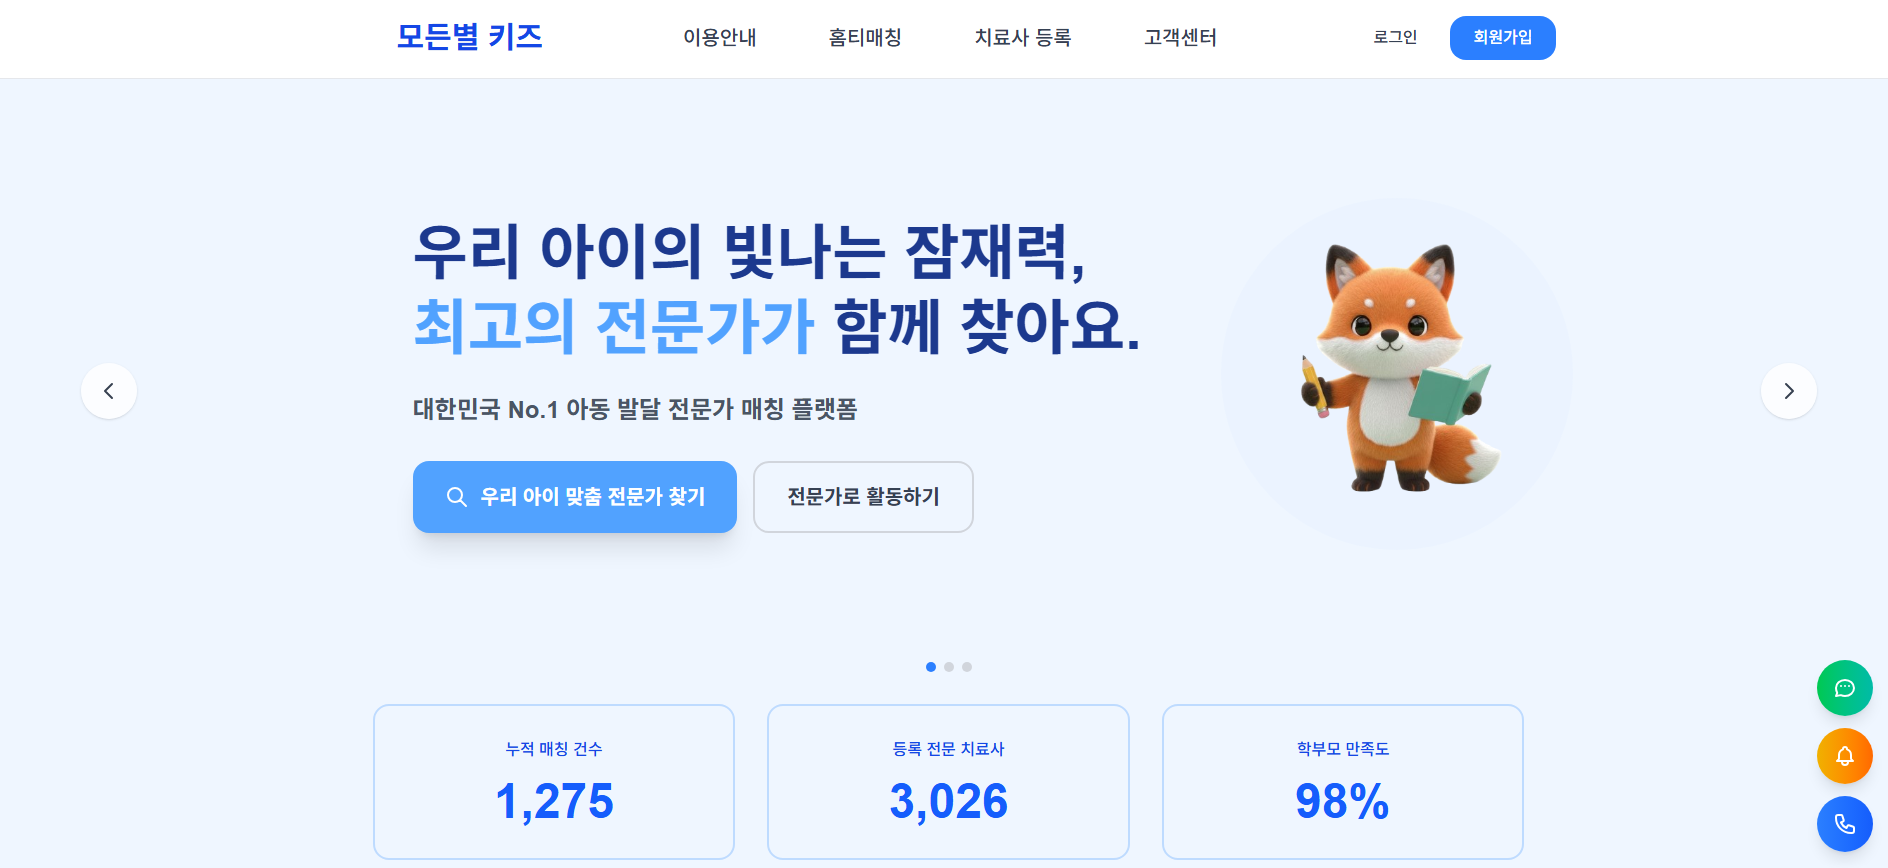 모든별 키즈
이용안내
홈티매칭
치료사 등록
고객센터
로그인
회원가입
우리 아이의 빛나는 잠재력,
최고의 전문가가 함께 찾아요.
대한민국 No.1 아동 발달 전문가 매칭 플랫폼
우리 아이 맞춤 전문가 찾기
전문가로 활동하기
누적 매칭 건수
1,275
등록 전문 치료사
3,026
학부모 만족도
98%